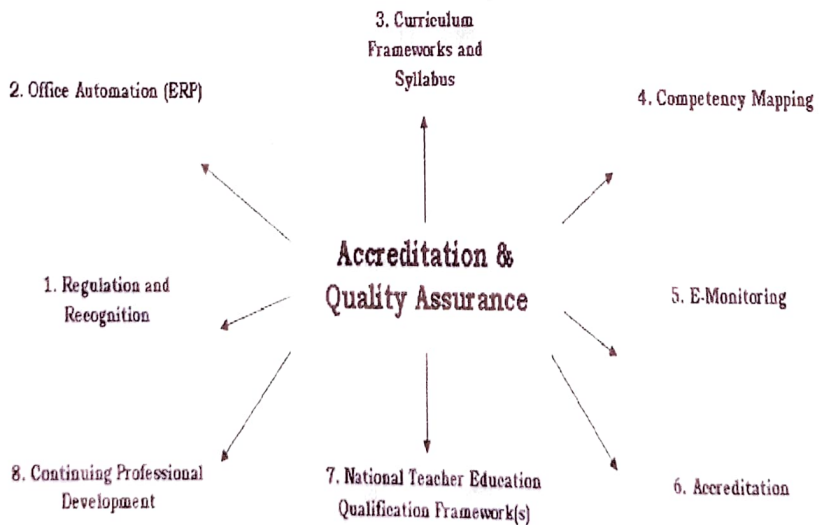 3. Curriculum
Frameworks and
Syllabus
2. Office Automation (ERP)
4. Competency Mapping
Accreditation &
Quality Assurance
1. Regulation and
Recognition
5. E-Monitoring
8. Continuing Professional
Development
7. National Teacher Education
Qualification Framework(s)
6. Accreditation